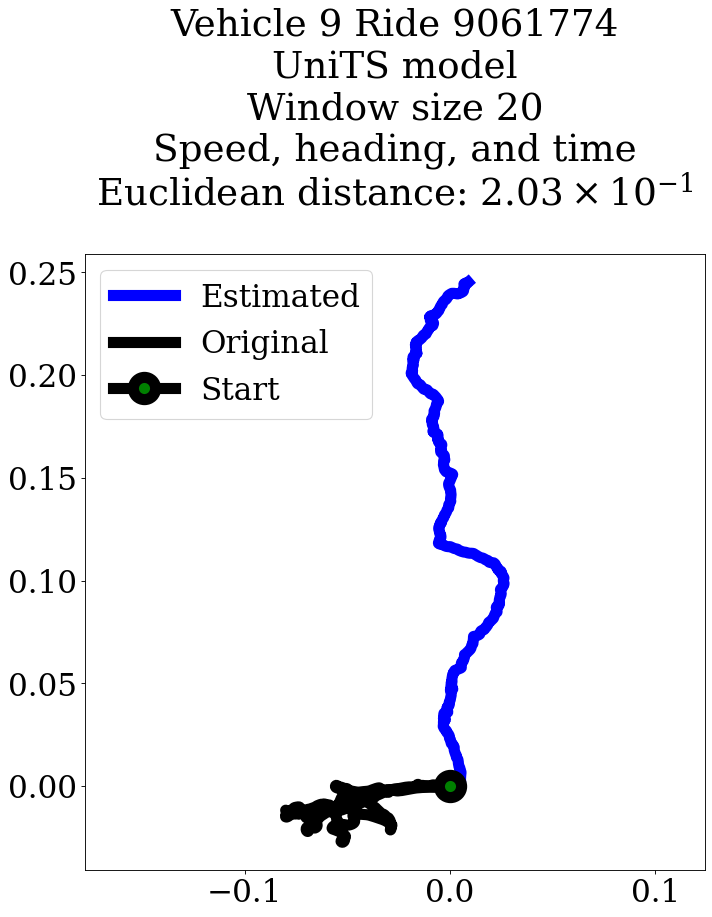 Vehicle 9 Ride 9061774
UniTS model
Window size 20
Speed, heading, and time
Euclidean distance: 2.03 × 10⁻¹
Estimated
Original
Start
0.25
0.20
0.15
0.10
0.05
0.00
−0.1
0.0
0.1